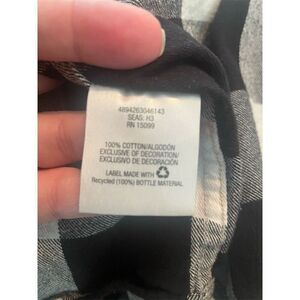 4894263046143
SEAS: H3
RN 15099
100% COTTON/ALGODÓN
EXCLUSIVE OF DECORATION/
EXCLUSIVO DE DECORACIÓN
LABEL MADE WITH
Recycled (100%) BOTTLE MATERIAL